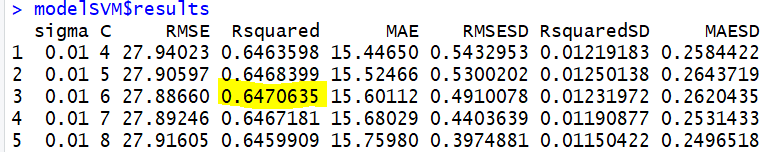 > modelSVM$results
sigma C RMSE Rsquared MAE RMSESD RsquaredSD MAESD
1 0.01 4 27.94023 0.6463598 15.44650 0.5432953 0.01219183 0.2584422
2 0.01 5 27.90597 0.6468399 15.52466 0.5300202 0.01250138 0.2643719
3 0.01 6 27.88660 0.6470635 15.60112 0.4910078 0.01231972 0.2620435
4 0.01 7 27.89246 0.6467181 15.68029 0.4403639 0.01190877 0.2531433
5 0.01 8 27.91605 0.6459909 15.75980 0.3974881 0.01150422 0.2496518